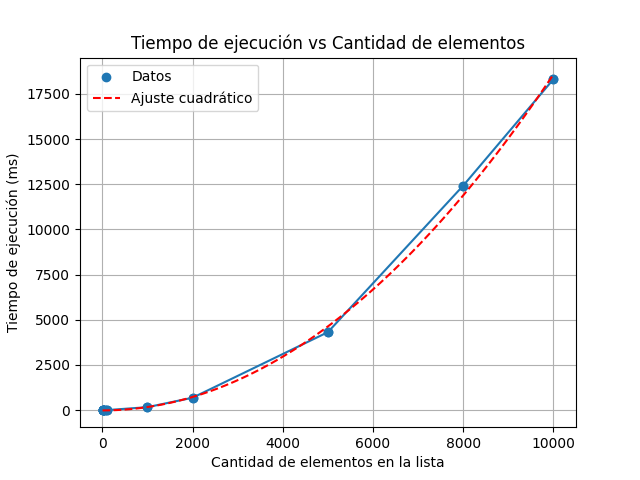 Tiempo de ejecución vs Cantidad de elementos
Datos
Ajuste cuadrático
17500
15000
12500
10000
7500
5000
2500
0
Tiempo de ejecución (ms)
0 2000 4000 6000 8000 10000
Cantidad de elementos en la lista